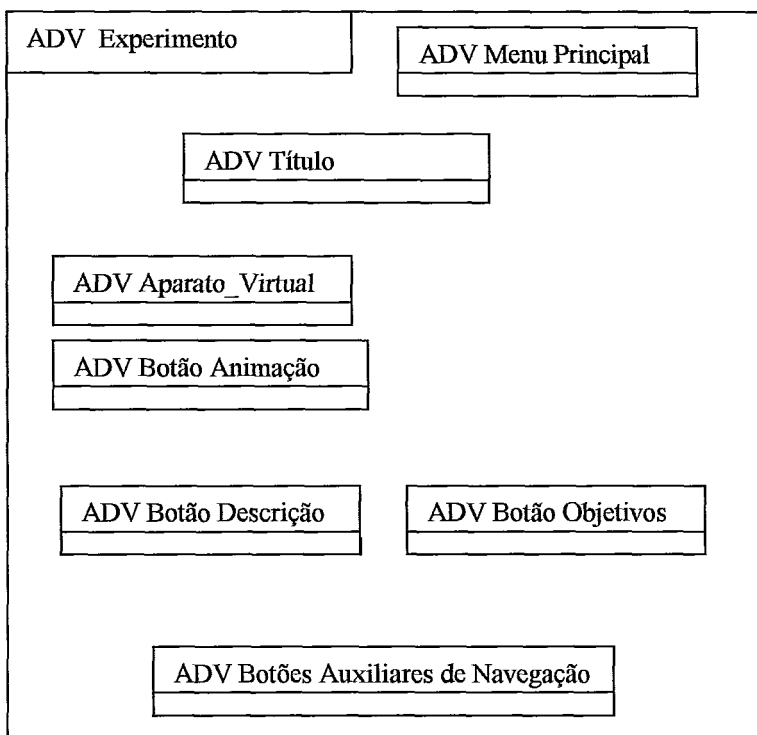 ADV Experimento
ADV Menu Principal
ADV Título
ADV Aparato_Virtual
ADV Botão Animação
ADV Botão Descrição
ADV Botão Objetivos
ADV Botões Auxiliares de Navegação